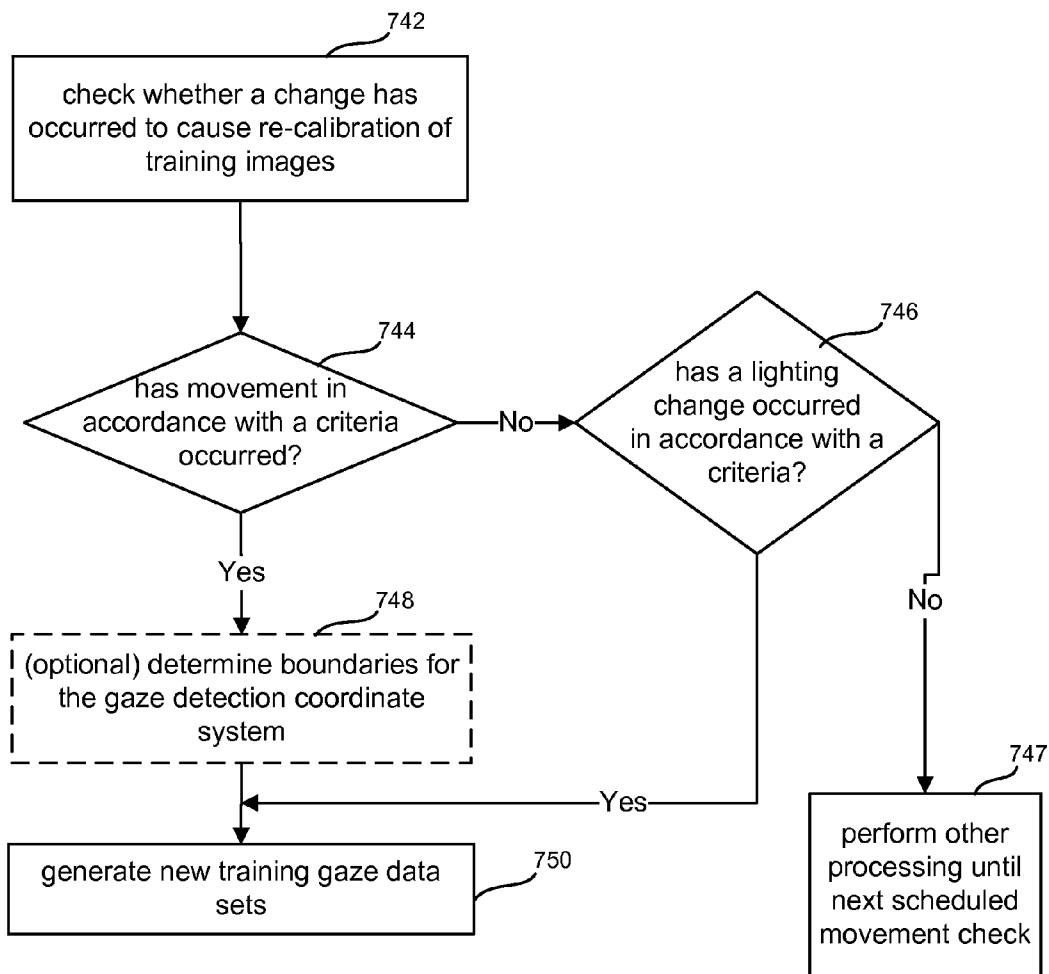 742
check whether a change has
occurred to cause re-calibration of
training images
744
has movement in
accordance with a criteria
occurred?
No
746
has a lighting
change occurred
in accordance with a
criteria?
Yes
748
(optional) determine boundaries for
the gaze detection coordinate
system
No
Yes
747
perform other
processing until
next scheduled
movement check
generate new training gaze data
sets
750